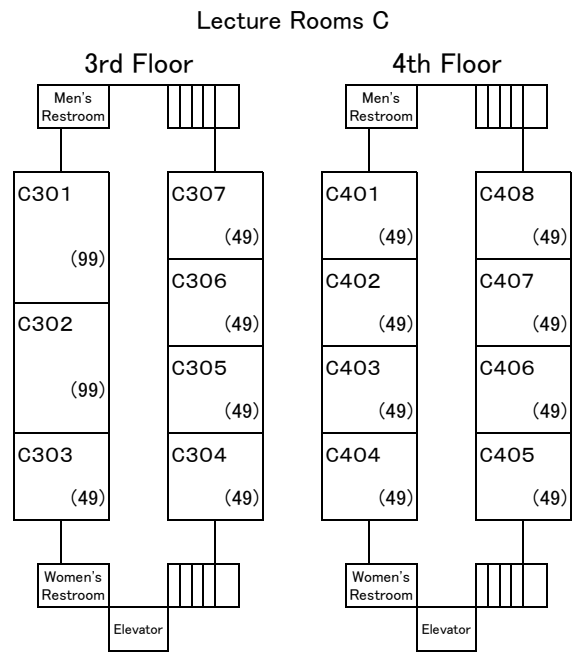 Lecture Rooms C
3rd Floor
Men's
Restroom
C301
(99)
C302
(99)
C303
(49)
C307
(49)
C306
(49)
C305
(49)
C304
(49)
Women's
Restroom
Elevator
4th Floor
Men's
Restroom
C401
(49)
C402
(49)
C403
(49)
C404
(49)
C408
(49)
C407
(49)
C406
(49)
C405
(49)
Women's
Restroom
Elevator